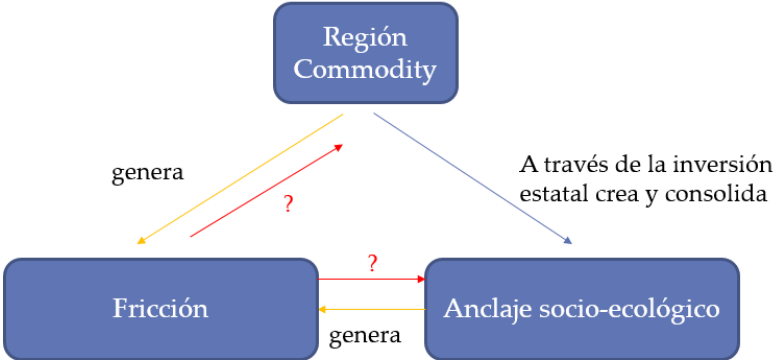 Región
Commodity
genera
?
A través de la inversión
estatal crea y consolida
Fricción
?
genera
Anclaje socio-ecológico